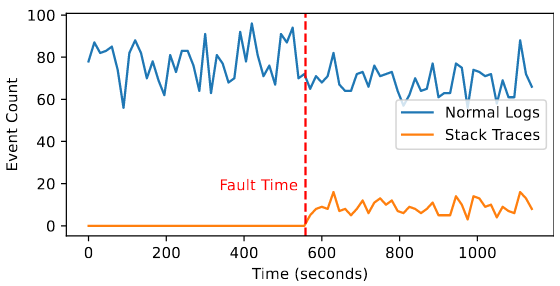 100
80
60
40
20
0
Event Count
Fault Time
Normal Logs
Stack Traces
0 200 400 600 800 1000
Time (seconds)